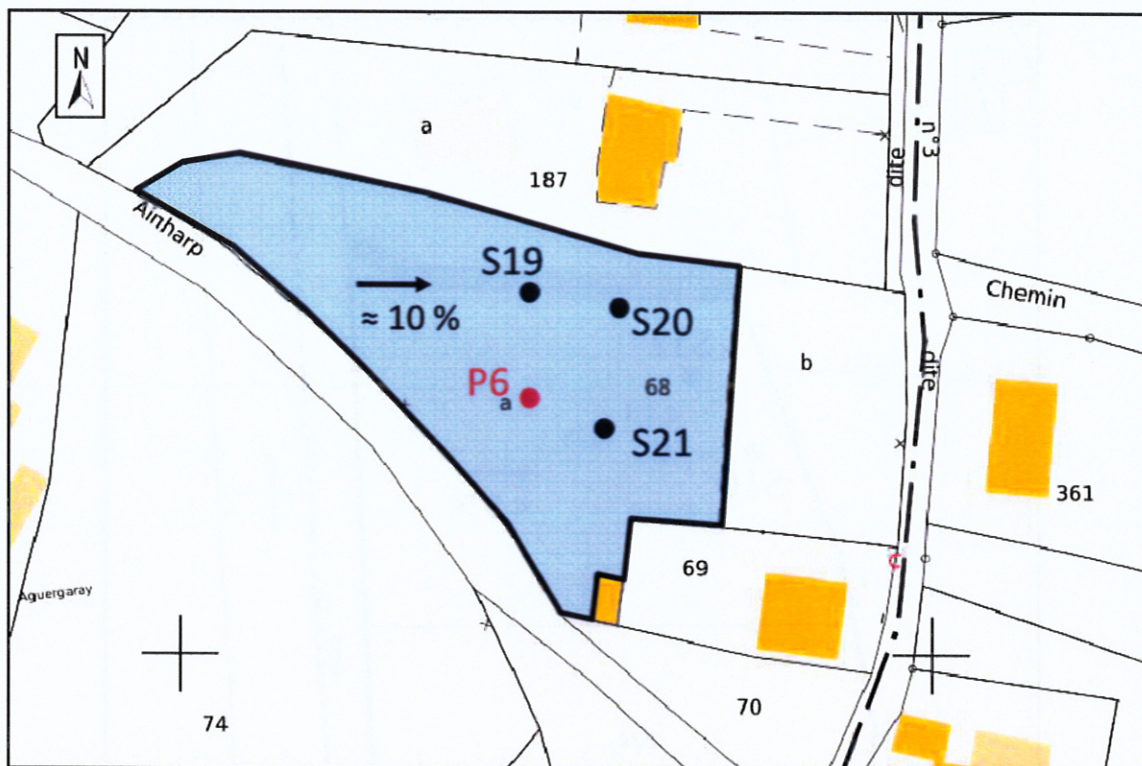 N
a
187
dite
n°3
Ainharp
S19
Chemin
≈ 10 %
S20
b
dite
P6
a
68
S21
361
69
Aguergaray
74
70